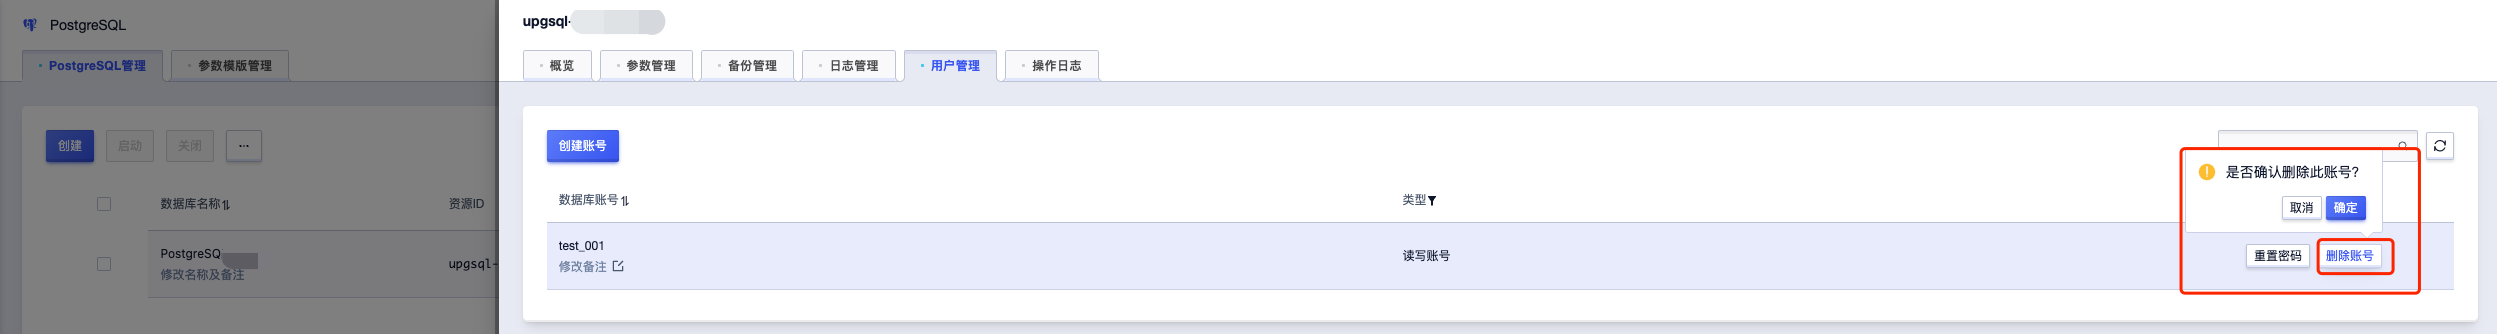 PostgreSQL
PostgreSQL管理
参数模版管理
创建
启动
关闭
···
数据库名称
资源ID
PostgreSQ
修改名称及备注
upgsql-
upgsql-
概览
参数管理
备份管理
日志管理
用户管理
操作日志
创建账号
是否确认删除此账号?
取消
确定
数据库账号
类型
test_001
修改备注
读写账号
重置密码
删除账号